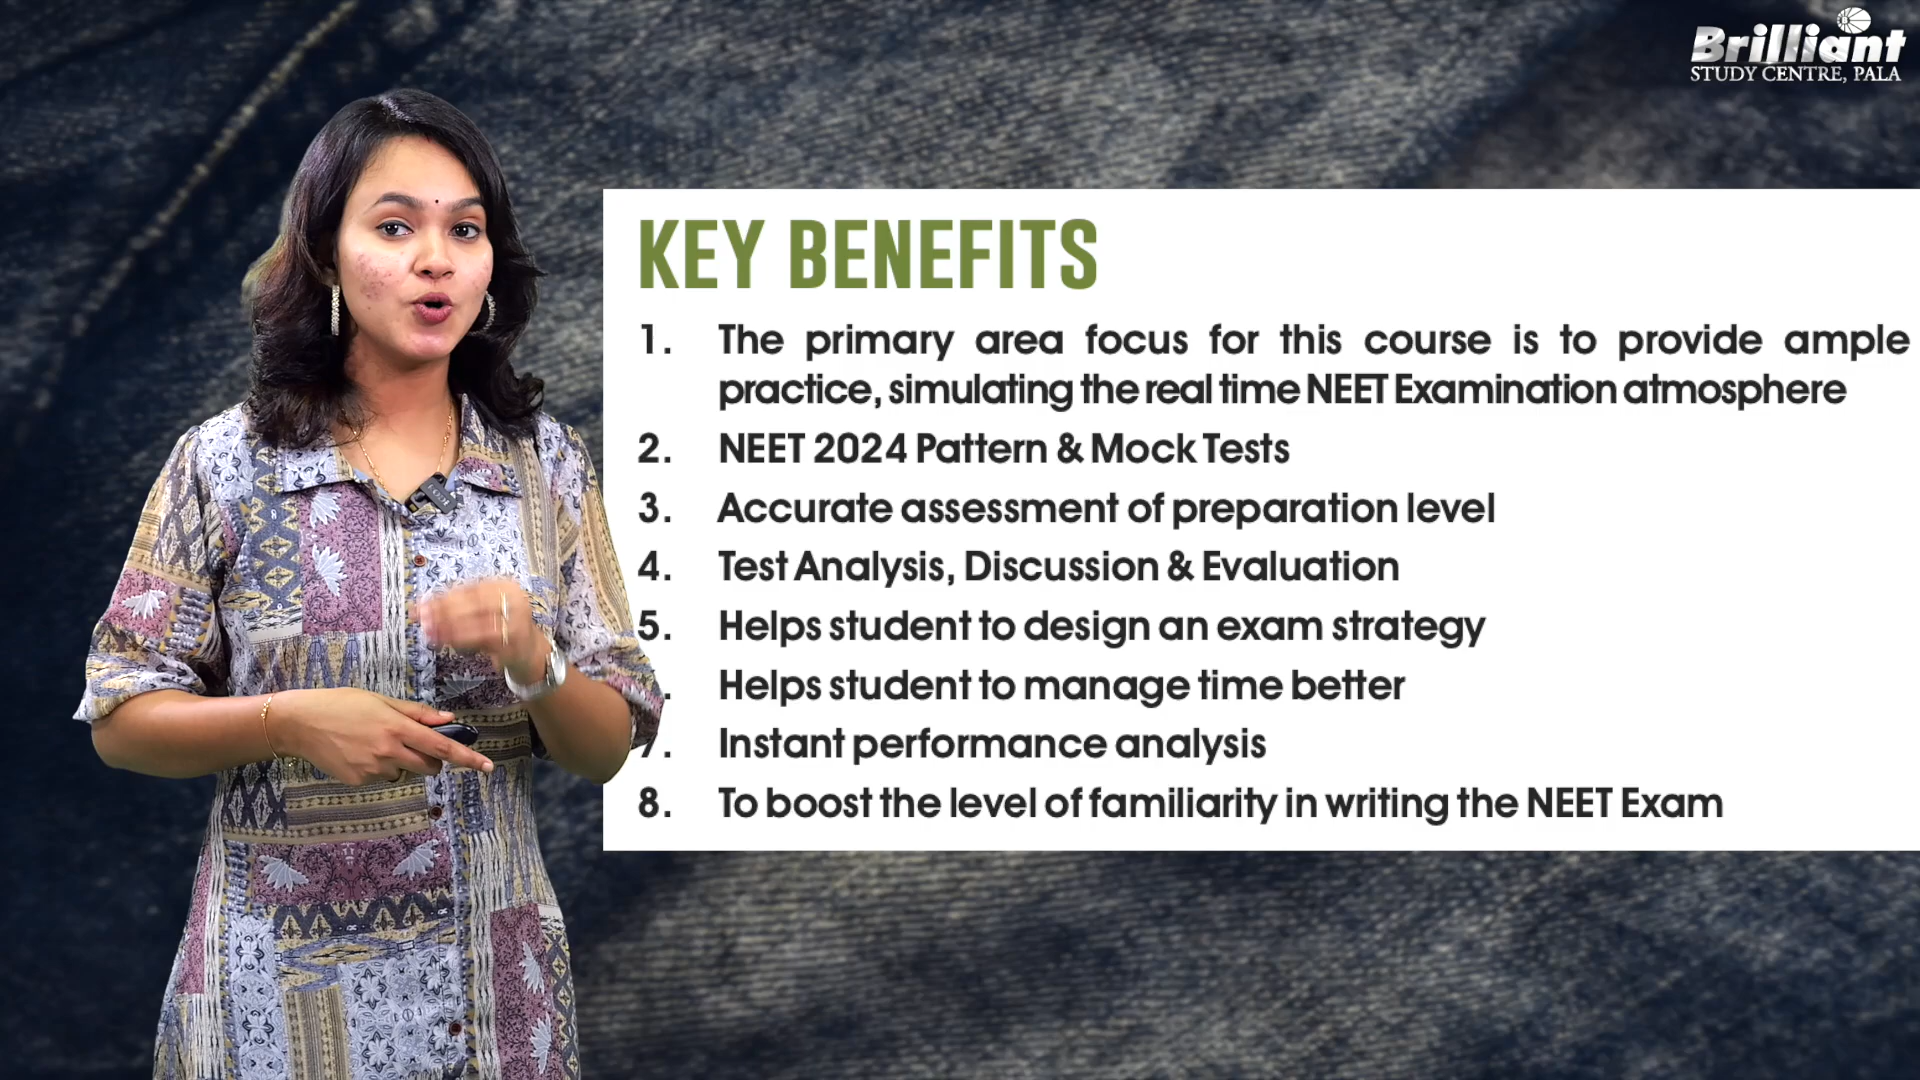 Brilliant
STUDY CENTRE, PALA
KEY BENEFITS
1. The primary area focus for this course is to provide ample
practice, simulating the real time NEET Examination atmosphere
2. NEET 2024 Pattern & Mock Tests
3. Accurate assessment of preparation level
4. Test Analysis, Discussion & Evaluation
5. Helps student to design an exam strategy
. Helps student to manage time better
7. Instant performance analysis
8. To boost the level of familiarity in writing the NEET Exam